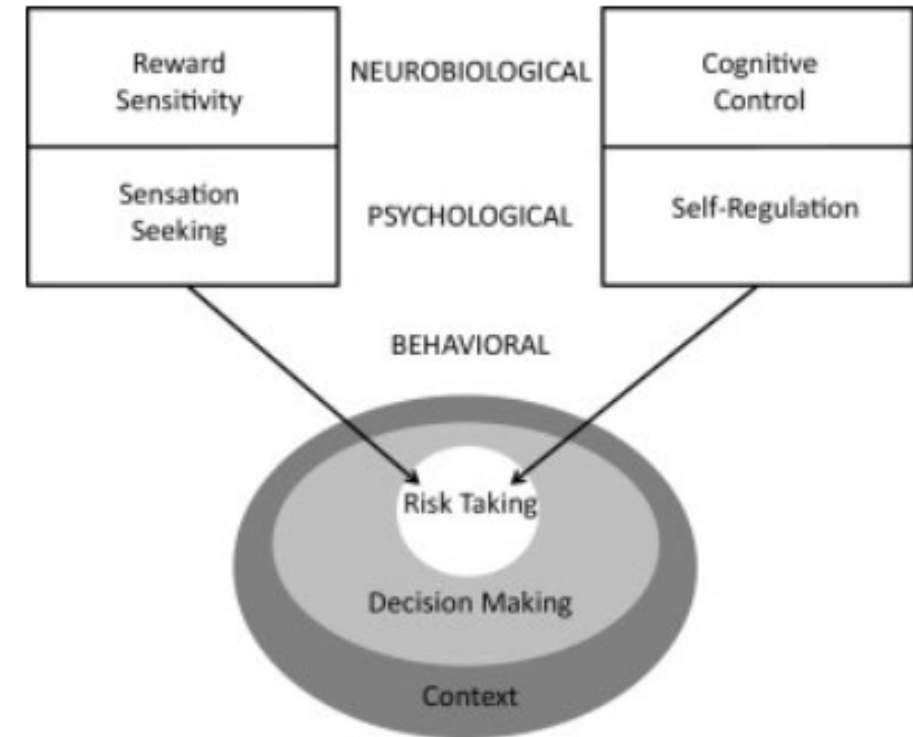 Reward
Sensitivity
NEUROBIOLOGICAL
Cognitive
Control
Sensation
Seeking
PSYCHOLOGICAL
Self-Regulation
BEHAVIORAL
Risk Taking
Decision Making
Context